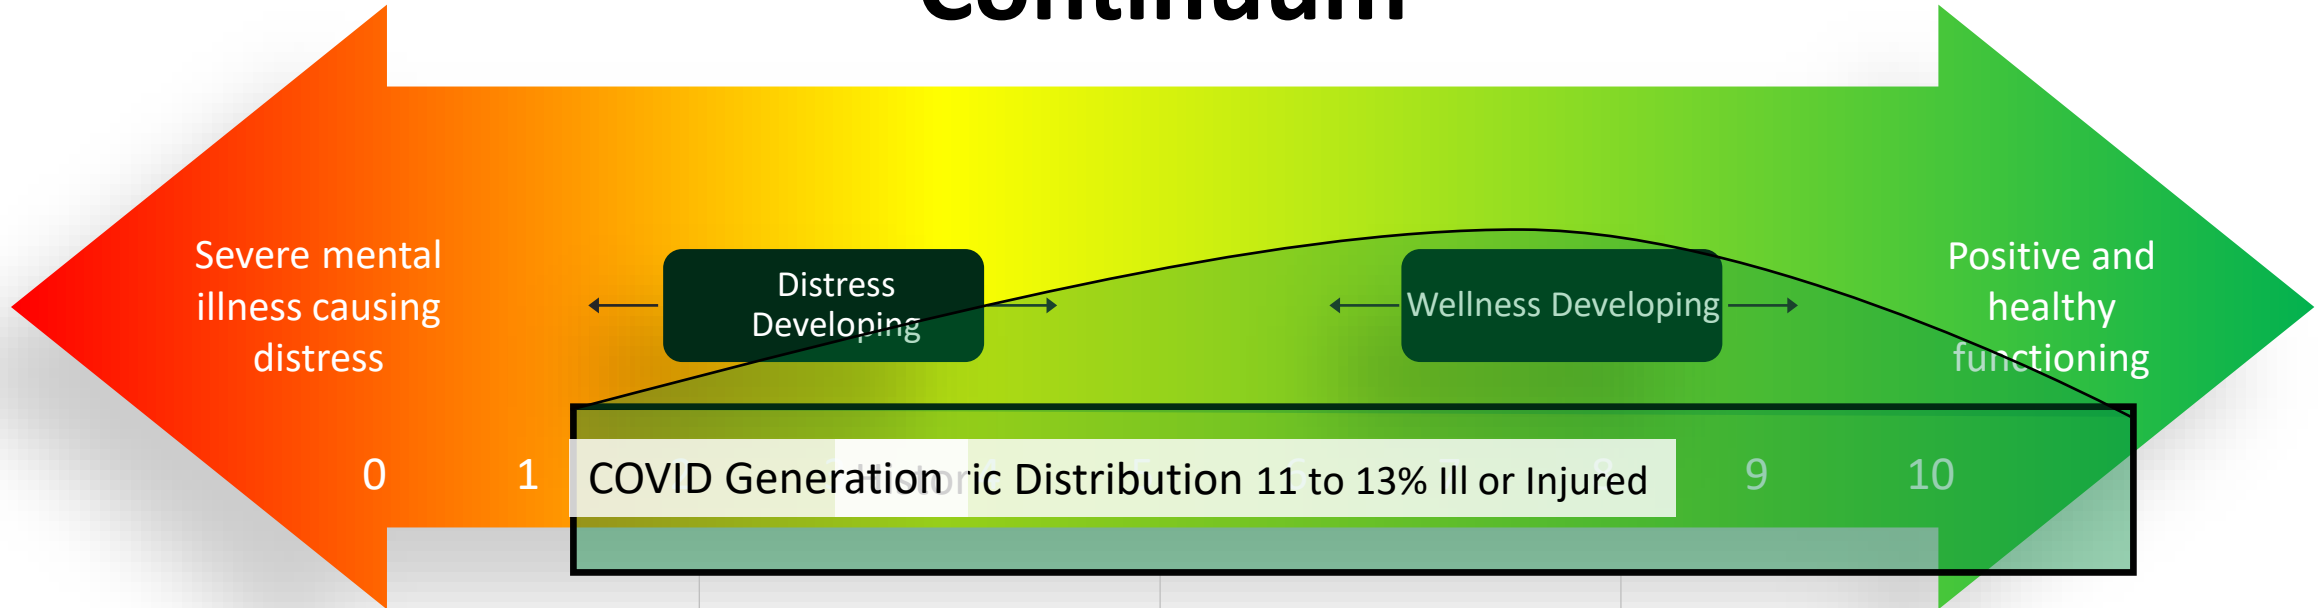 Continuum
Severe mental
illness causing
distress
Distress
Developing
Wellness Developing
Positive and
healthy
functioning
0 1 9 10
COVID Generation
Historic Distribution 11 to 13% Ill or Injured